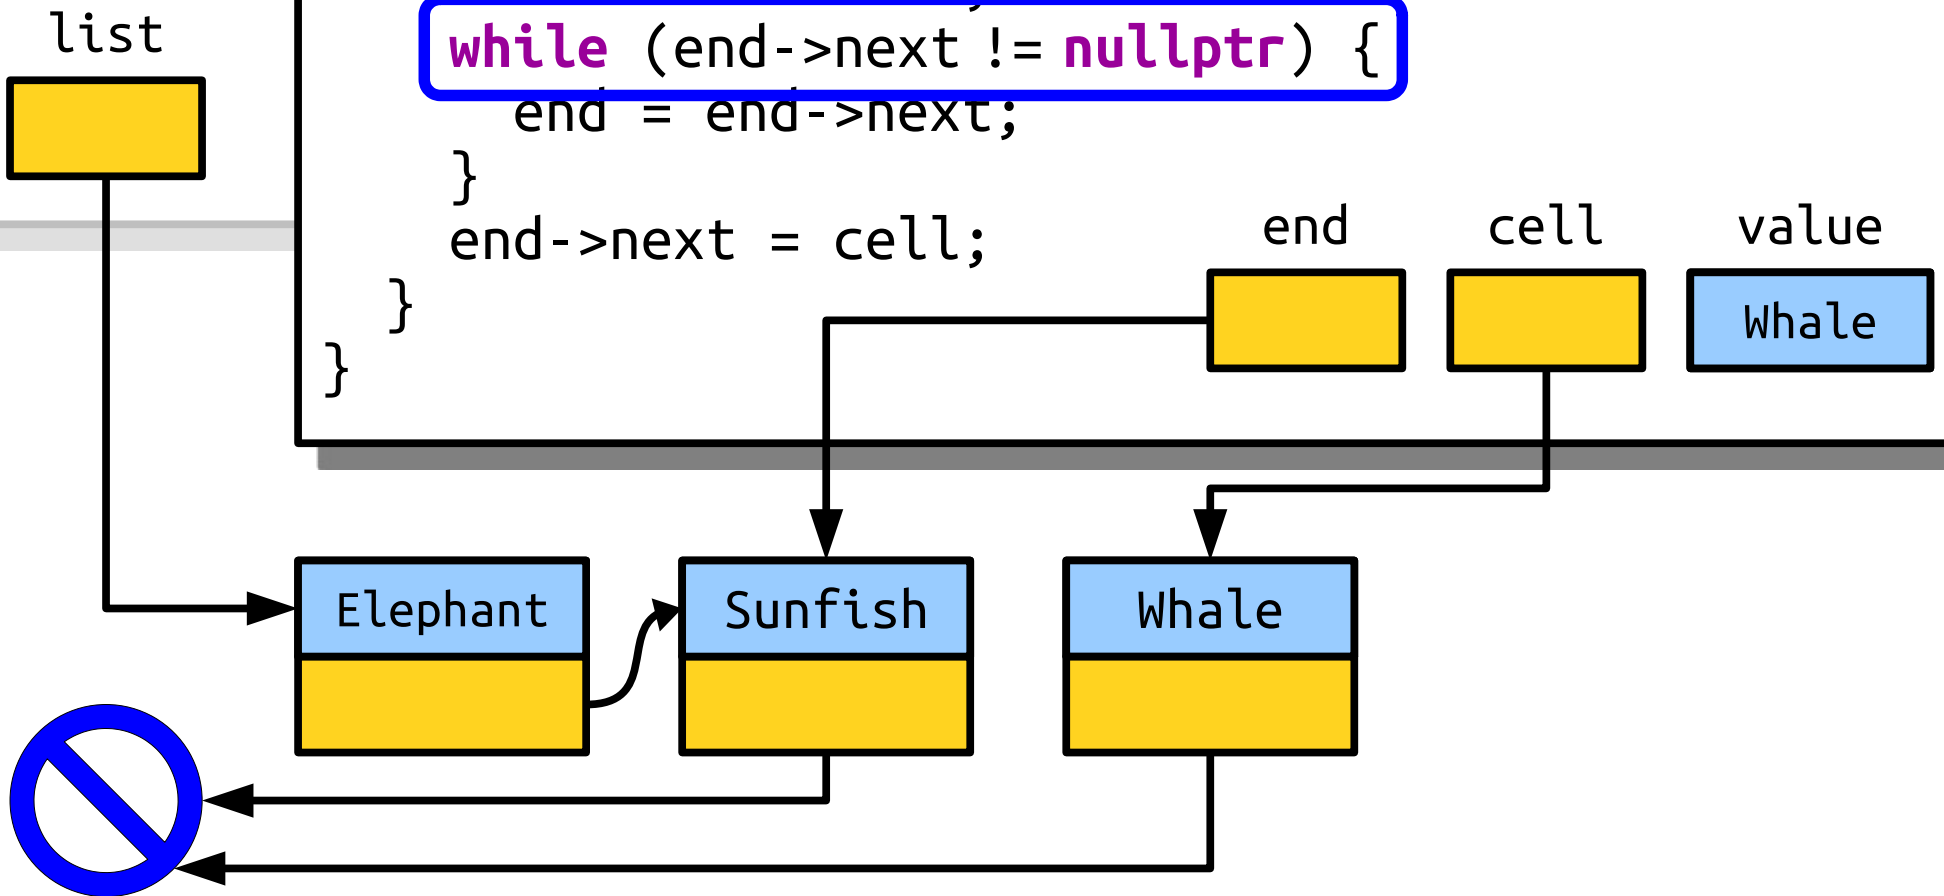 list
while (end->next != nullptr) {
end = end->next;
}
end->next = cell;
}
}
end cell value
Whale
Elephant Sunfish Whale